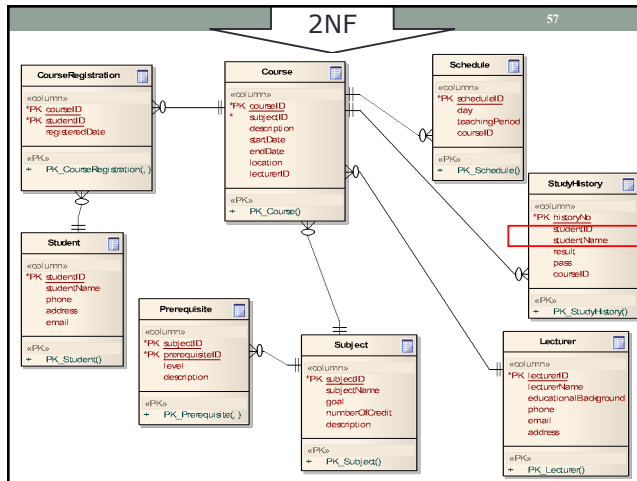 2NF
57
CourseRegistration
«column»
*PK courseID
*PK studentID
registeredDate
«PK»
+ PK_CourseRegistration(, )
Course
«column»
*PK courseID
* subjectID
description
startDate
endDate
location
lecturerID
«PK»
+ PK_Course()
Schedule
«column»
*PK scheduleID
day
teachingPeriod
courseID
«PK»
+ PK_Schedule()
StudyHistory
«column»
*PK historyNo
studentID
studentName
result
pass
courseID
«PK»
+ PK_StudyHistory()
Student
«column»
*PK studentID
studentName
phone
address
email
«PK»
+ PK_Student()
Prerequisite
«column»
*PK subjectID
*PK prerequisiteID
level
description
«PK»
+ PK_Prerequisite(, )
Subject
«column»
*PK subjectID
subjectName
goal
numberOfCredit
description
«PK»
+ PK_Subject()
Lecturer
«column»
*PK lecturerID
lecturerName
educationalBackground
phone
email
address
«PK»
+ PK_Lecturer()